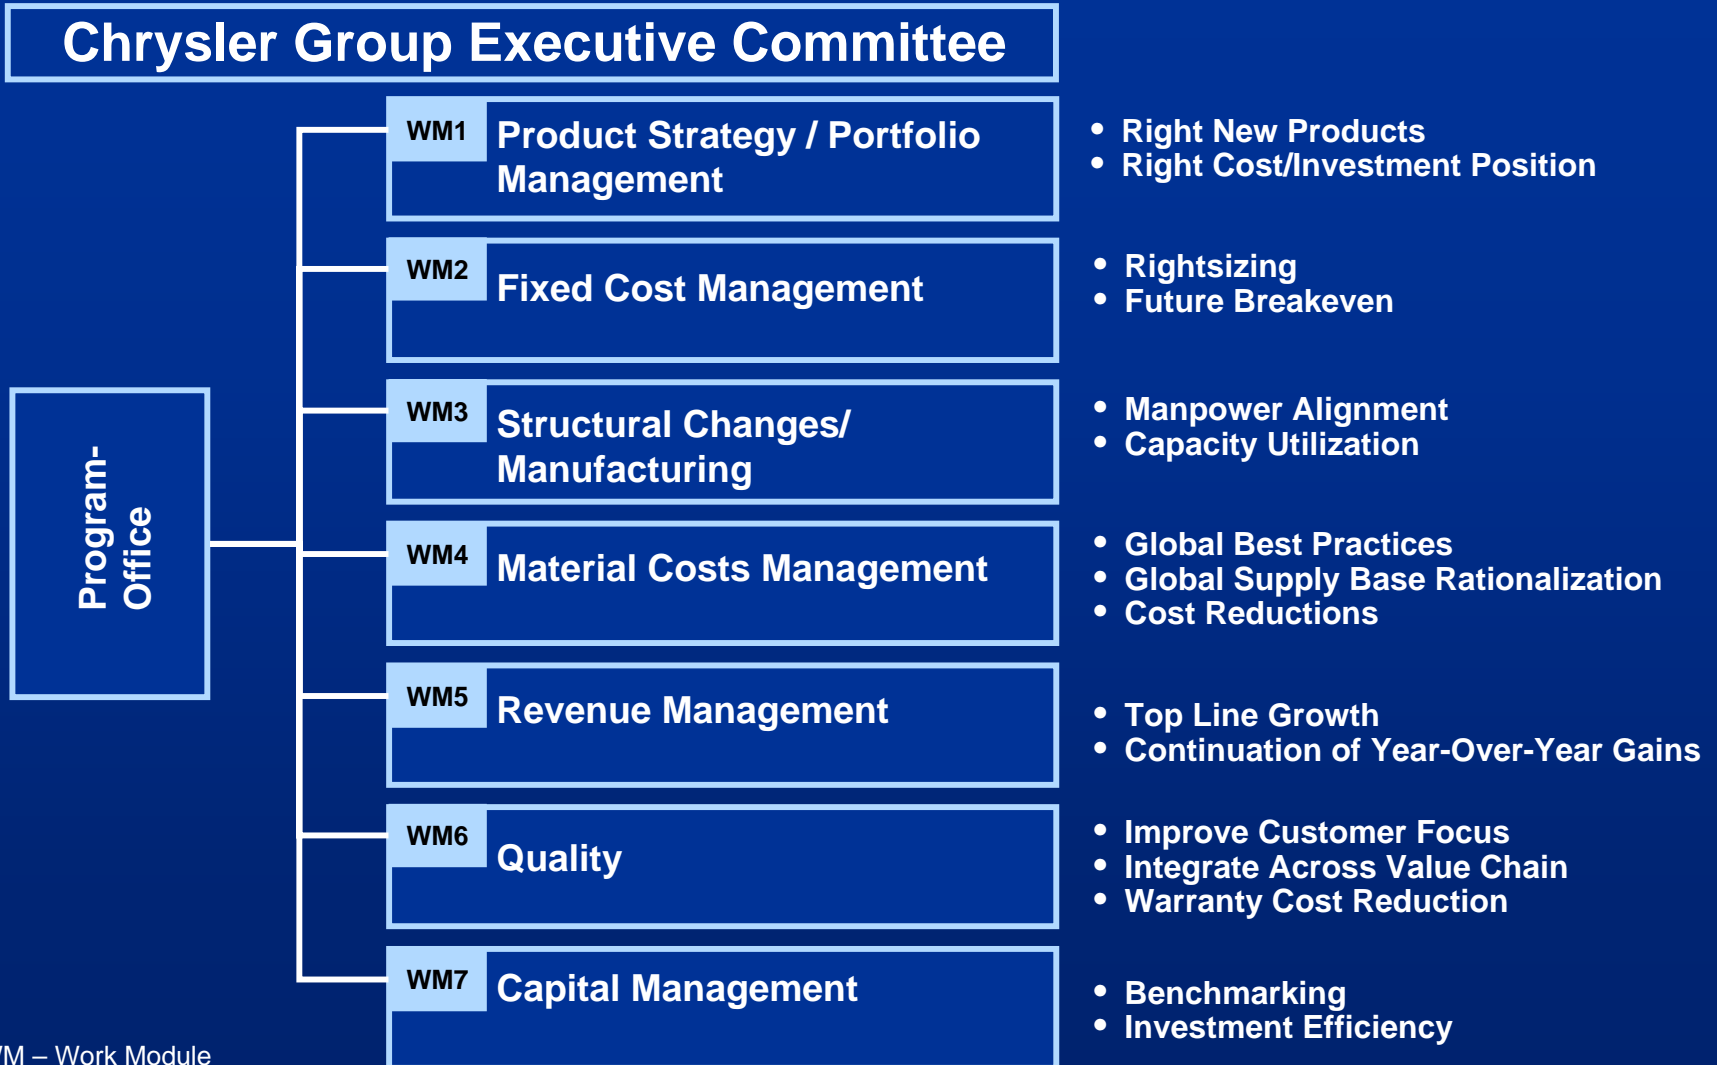 Chrysler Group Executive Committee
Program-
Office
WM1
Product Strategy / Portfolio
Management
• Right New Products
• Right Cost/Investment Position
WM2
Fixed Cost Management
• Rightsizing
• Future Breakeven
WM3
Structural Changes/
Manufacturing
• Manpower Alignment
• Capacity Utilization
WM4
Material Costs Management
• Global Best Practices
• Global Supply Base Rationalization
• Cost Reductions
WM5
Revenue Management
• Top Line Growth
• Continuation of Year-Over-Year Gains
WM6
Quality
• Improve Customer Focus
• Integrate Across Value Chain
• Warranty Cost Reduction
WM7
Capital Management
• Benchmarking
• Investment Efficiency
WM – Work Module